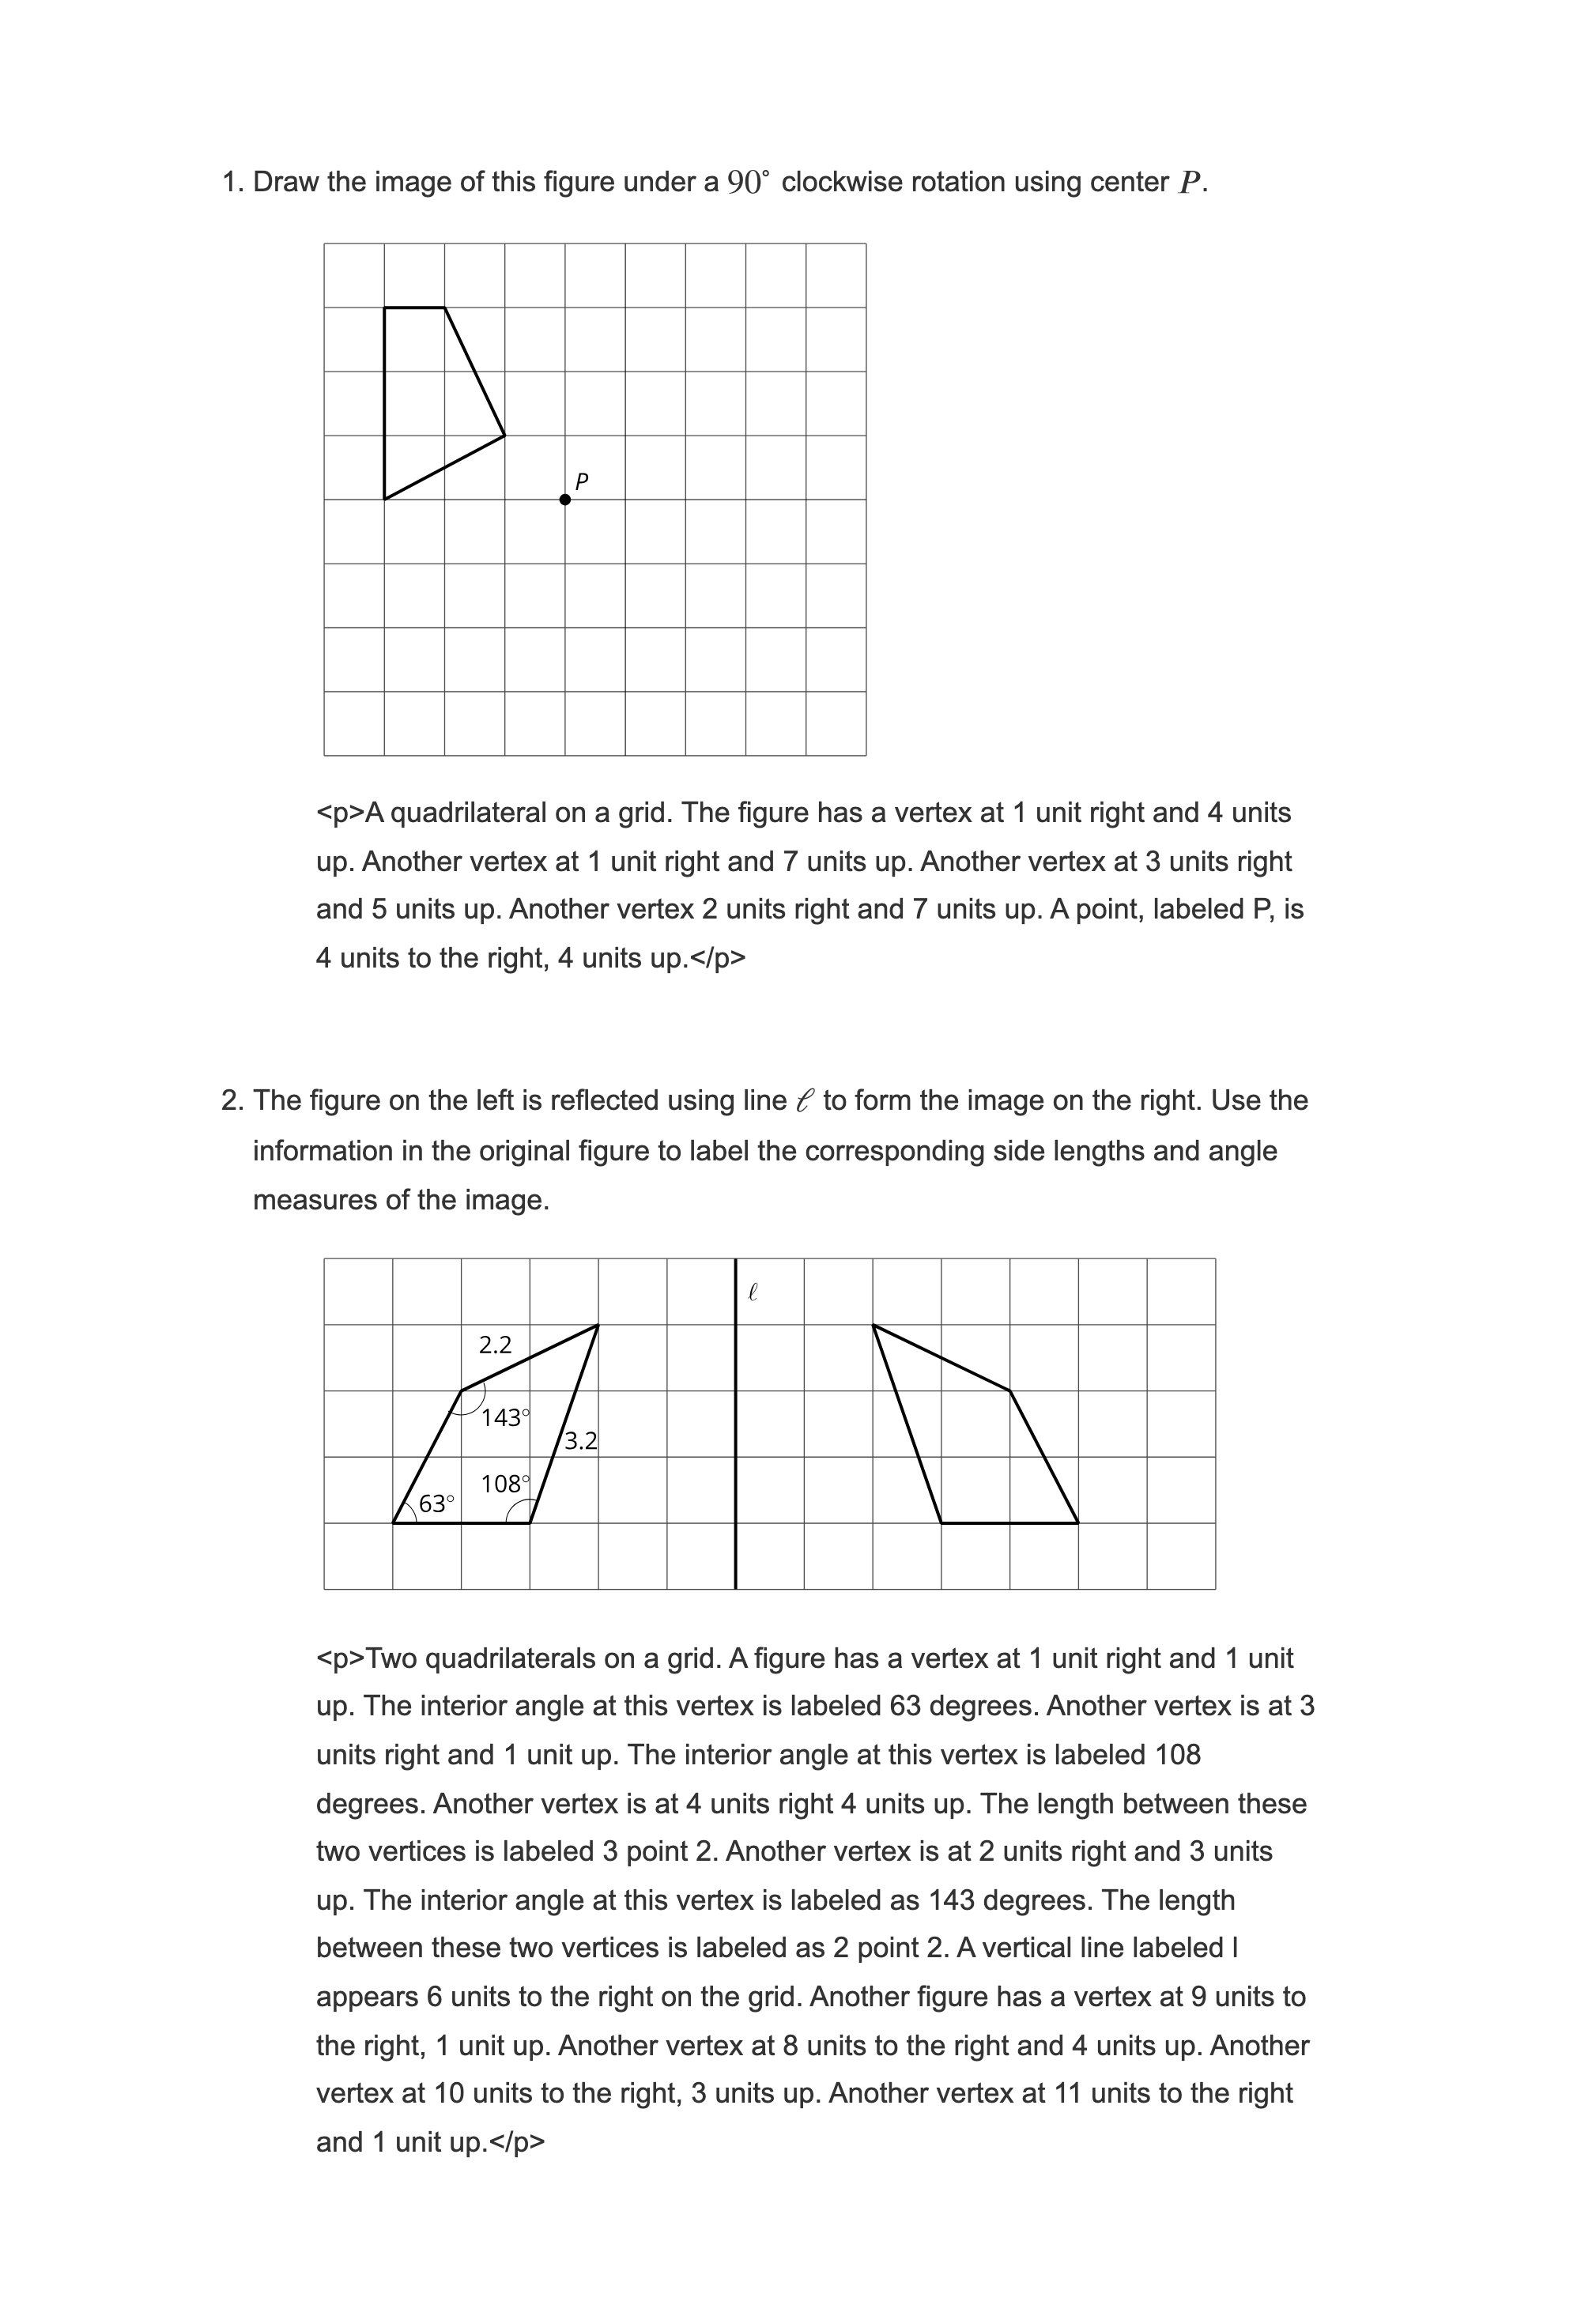 1. Draw the image of this figure under a 90° clockwise rotation using center P.
P
<p>A quadrilateral on a grid. The figure has a vertex at 1 unit right and 4 units
up. Another vertex at 1 unit right and 7 units up. Another vertex at 3 units right
and 5 units up. Another vertex 2 units right and 7 units up. A point, labeled P, is
4 units to the right, 4 units up.</p>
2. The figure on the left is reflected using line ℓ to form the image on the right. Use the
information in the original figure to label the corresponding side lengths and angle
measures of the image.
ℓ
2.2
143°
3.2
108°
63°
<p>Two quadrilaterals on a grid. A figure has a vertex at 1 unit right and 1 unit
up. The interior angle at this vertex is labeled 63 degrees. Another vertex is at 3
units right and 1 unit up. The interior angle at this vertex is labeled 108
degrees. Another vertex is at 4 units right 4 units up. The length between these
two vertices is labeled 3 point 2. Another vertex is at 2 units right and 3 units
up. The interior angle at this vertex is labeled as 143 degrees. The length
between these two vertices is labeled as 2 point 2. A vertical line labeled l
appears 6 units to the right on the grid. Another figure has a vertex at 9 units to
the right, 1 unit up. Another vertex at 8 units to the right and 4 units up. Another
vertex at 10 units to the right, 3 units up. Another vertex at 11 units to the right
and 1 unit up.</p>